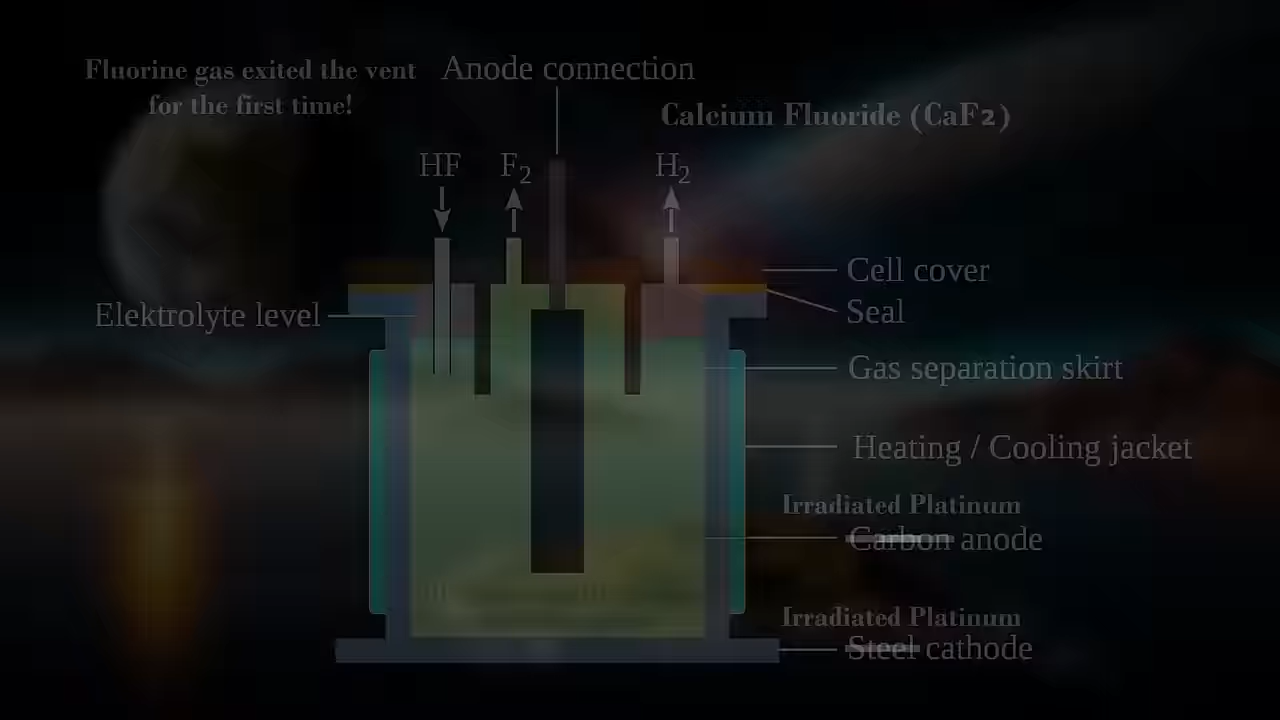 Fluorine gas exited the vent
for the first time!
Anode connection
Calcium Fluoride (CaF2)
HF
F2
H2
Cell cover
Elektrolyte level
Seal
Gas separation skirt
Heating / Cooling jacket
Irradiated Platinum
Carbon anode
Irradiated Platinum
Steel cathode